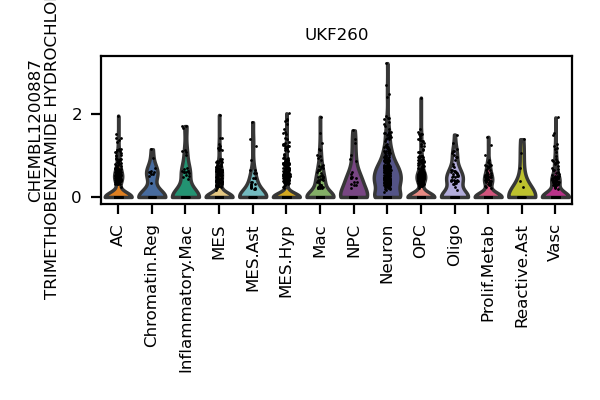 UKF260
CHEMBL1200887
TRIMETHOBENZAMIDE HYDROCHLO
2
0
AC
Chromatin.Reg
Inflammatory.Mac
MES
MES.Ast
MES.Hyp
Mac
NPC
Neuron
OPC
Oligo
Prolif.Metab
Reactive.Ast
Vasc